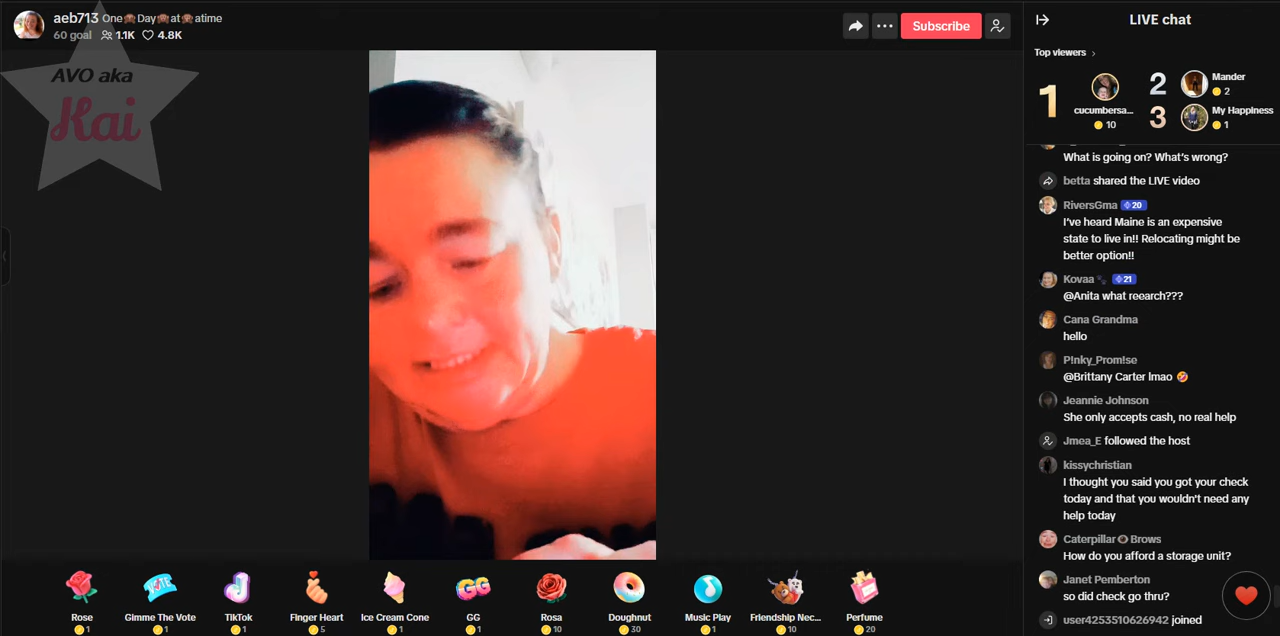 aeb713 One🙈Day🙈at🙈atime
60 goal 1.1K 4.8K
Subscribe
AVO aka
Kai
LIVE chat
Top viewers ›
1
cucumbersa...
10
2
Mander
2
3
My Happiness
1
What is going on? What's wrong?
betta shared the LIVE video
RiversGma 20
I've heard Maine is an expensive
state to live in!! Relocating might be
better option!!
Kovaa 🐾 21
@Anita what reearch???
Cana Grandma
hello
P!nky_Prom!se
@Brittany Carter lmao 🤣
Jeannie Johnson
She only accepts cash, no real help
Jmea_E followed the host
kissychristian
I thought you said you got your check
today and that you wouldn't need any
help today
Caterpillar👁Brows
How do you afford a storage unit?
Janet Pemberton
so did check go thru?
user4253510626942 joined
GG
Rose Gimme The Vote TikTok Finger Heart Ice Cream Cone GG Rosa Doughnut Music Play Friendship Nec... Perfume
1 1 1 5 1 1 10 30 1 10 20